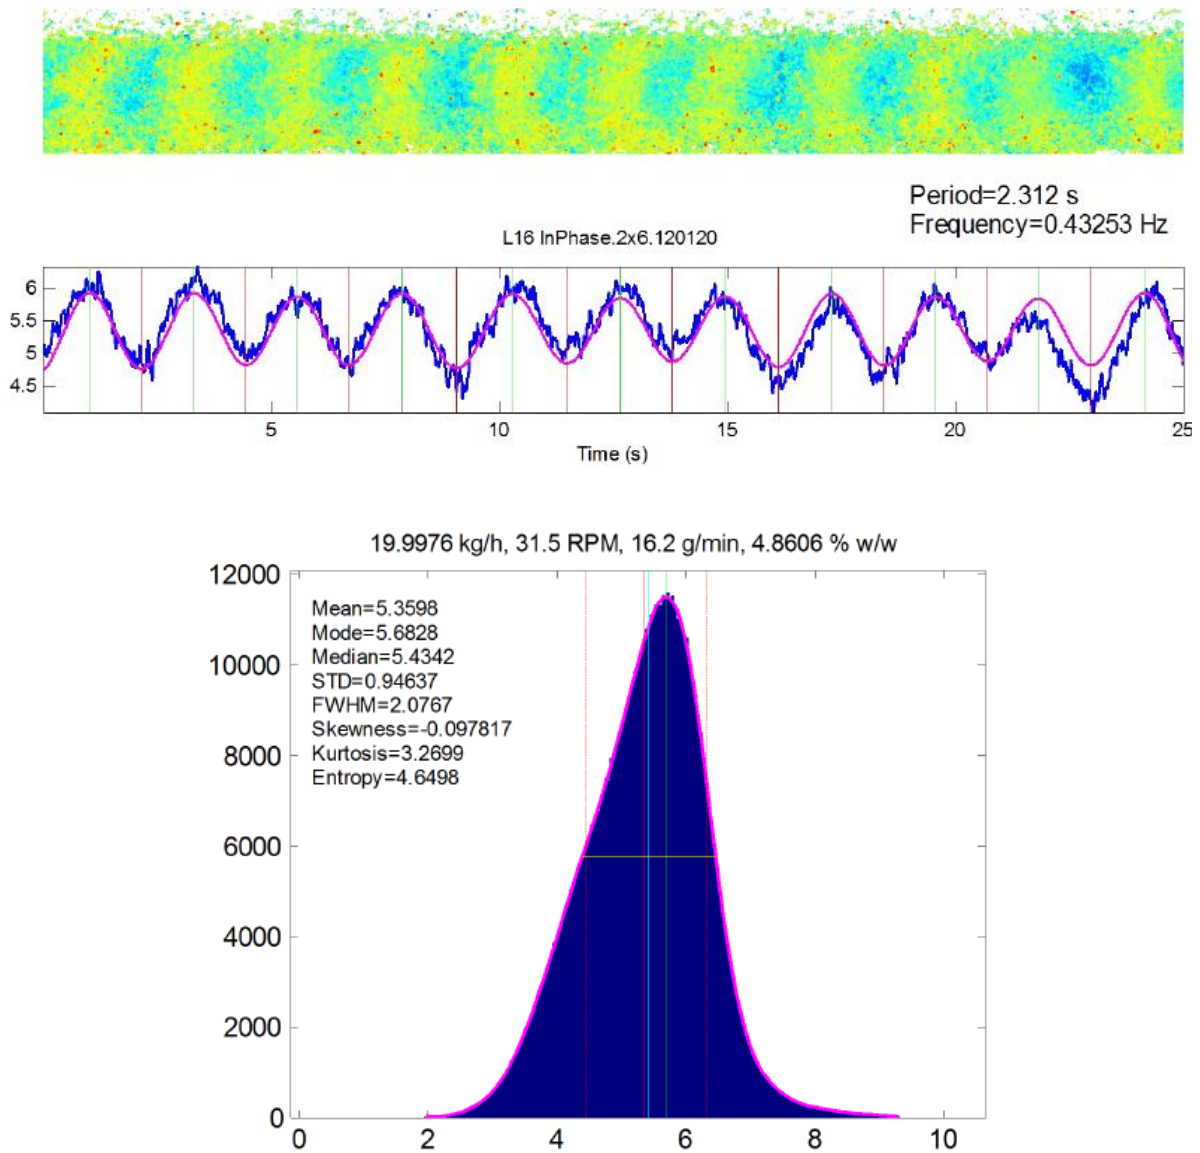 Period=2.312 s
Frequency=0.43253 Hz
L16 InPhase.2x6.120120
6
5.5
5
4.5
5
10
15
20
25
Time (s)
19.9976 kg/h, 31.5 RPM, 16.2 g/min, 4.8606 % w/w
12000
Mean=5.3598
Mode=5.6828
Median=5.4342
STD=0.94637
FWHM=2.0767
Skewness=-0.097817
Kurtosis=3.2699
Entropy=4.6498
10000
8000
6000
4000
2000
0
0
2
4
6
8
10